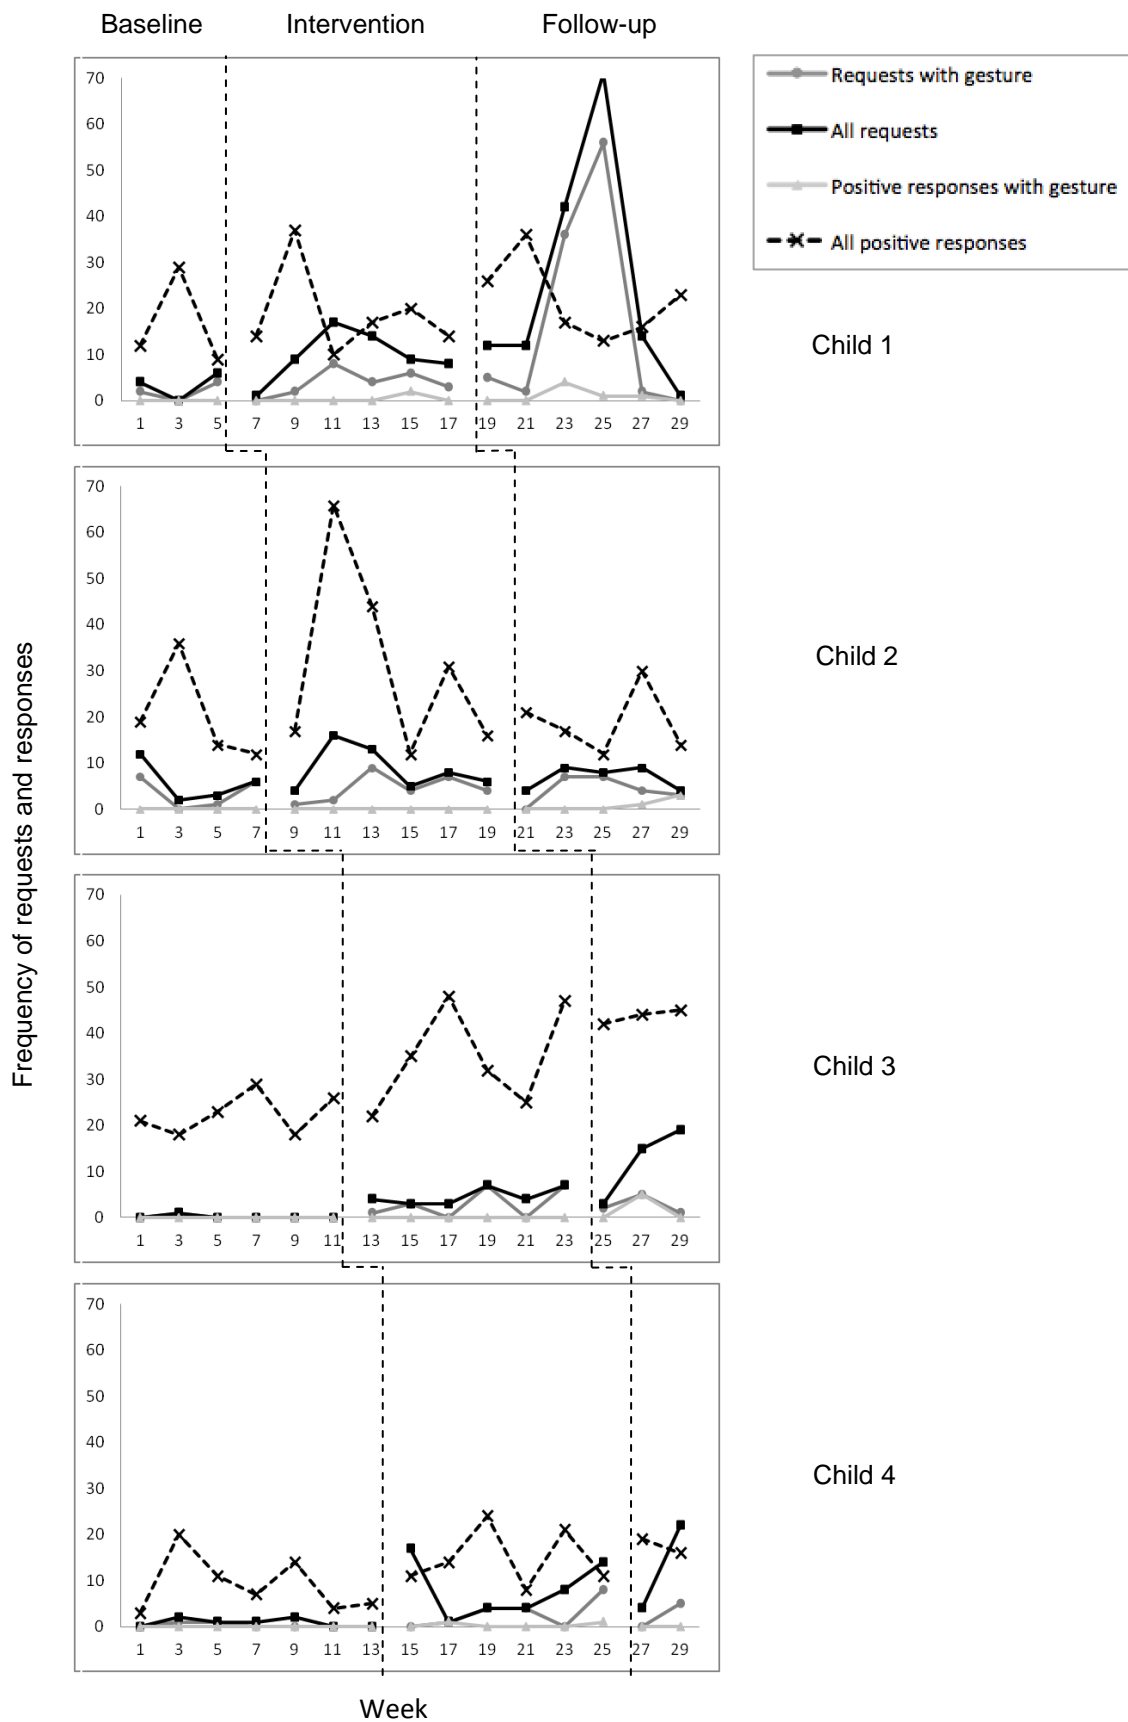 Baseline Intervention Follow-up
Requests with gesture
All requests
Positive responses with gesture
All positive responses
70
60
50
40
30
20
10
0
1 3 5 7 9 11 13 15 17 19 21 23 25 27 29
Child 1
70
60
50
40
30
20
10
0
1 3 5 7 9 11 13 15 17 19 21 23 25 27 29
Child 2
Frequency of requests and responses
70
60
50
40
30
20
10
0
1 3 5 7 9 11 13 15 17 19 21 23 25 27 29
Child 3
70
60
50
40
30
20
10
0
1 3 5 7 9 11 13 15 17 19 21 23 25 27 29
Child 4
Week